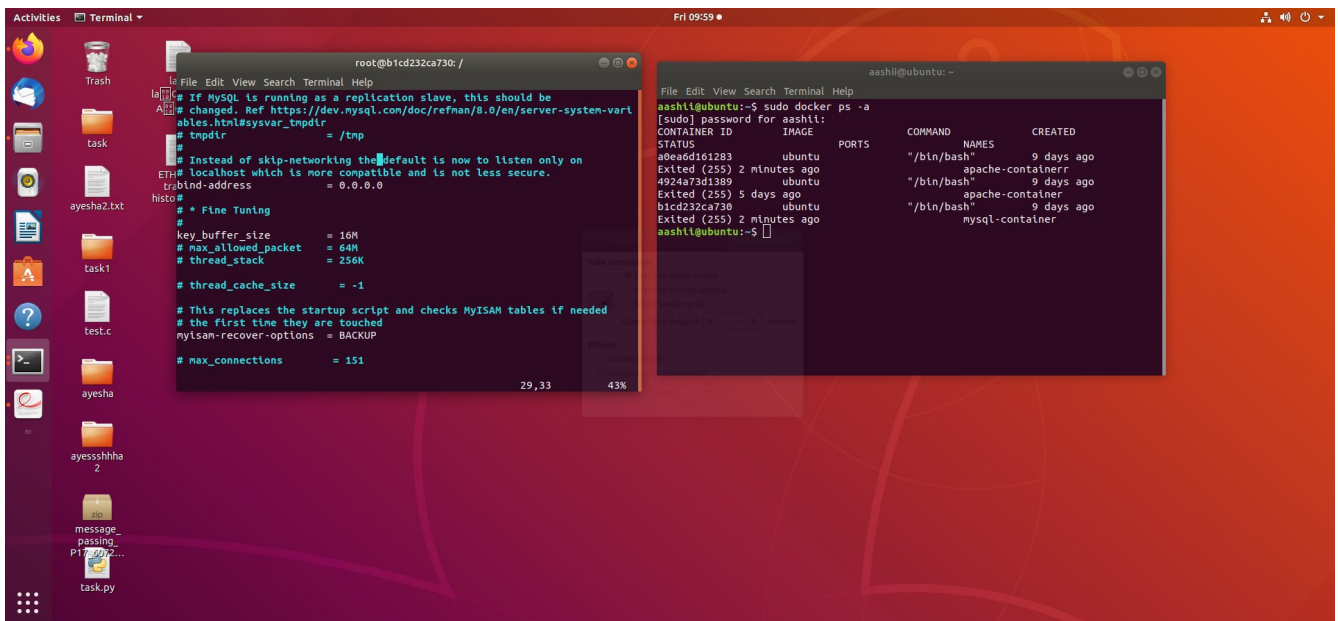 Activities Terminal Fri 09:59
Trash
task
ayesha2.txt
task1
test.c
ayesha
ayessshhha
2
zip
message_
passing_
P17_6072...
task.py
root@b1cd232ca730: /
File Edit View Search Terminal Help
# If MySQL is running as a replication slave, this should be
# changed. Ref https://dev.mysql.com/doc/refman/8.0/en/server-system-vari
ables.html#sysvar_tmpdir
# tmpdir = /tmp
#
# Instead of skip-networking the default is now to listen only on
# localhost which is more compatible and is not less secure.
bind-address = 0.0.0.0
#
# * Fine Tuning
#
key_buffer_size = 16M
# max_allowed_packet = 64M
# thread_stack = 256K
# thread_cache_size = -1
# This replaces the startup script and checks MyISAM tables if needed
# the first time they are touched
myisam-recover-options = BACKUP
# max_connections = 151
29,33 43%
aashii@ubuntu: ~
File Edit View Search Terminal Help
aashii@ubuntu:~$ sudo docker ps -a
[sudo] password for aashii:
CONTAINER ID IMAGE COMMAND CREATED
STATUS PORTS NAMES
a0ea6d161283 ubuntu "/bin/bash" 9 days ago
Exited (255) 2 minutes ago apache-containerr
4924a73d1389 ubuntu "/bin/bash" 9 days ago
Exited (255) 5 days ago apache-container
b1cd232ca730 ubuntu "/bin/bash" 9 days ago
Exited (255) 2 minutes ago mysql-container
aashii@ubuntu:~$